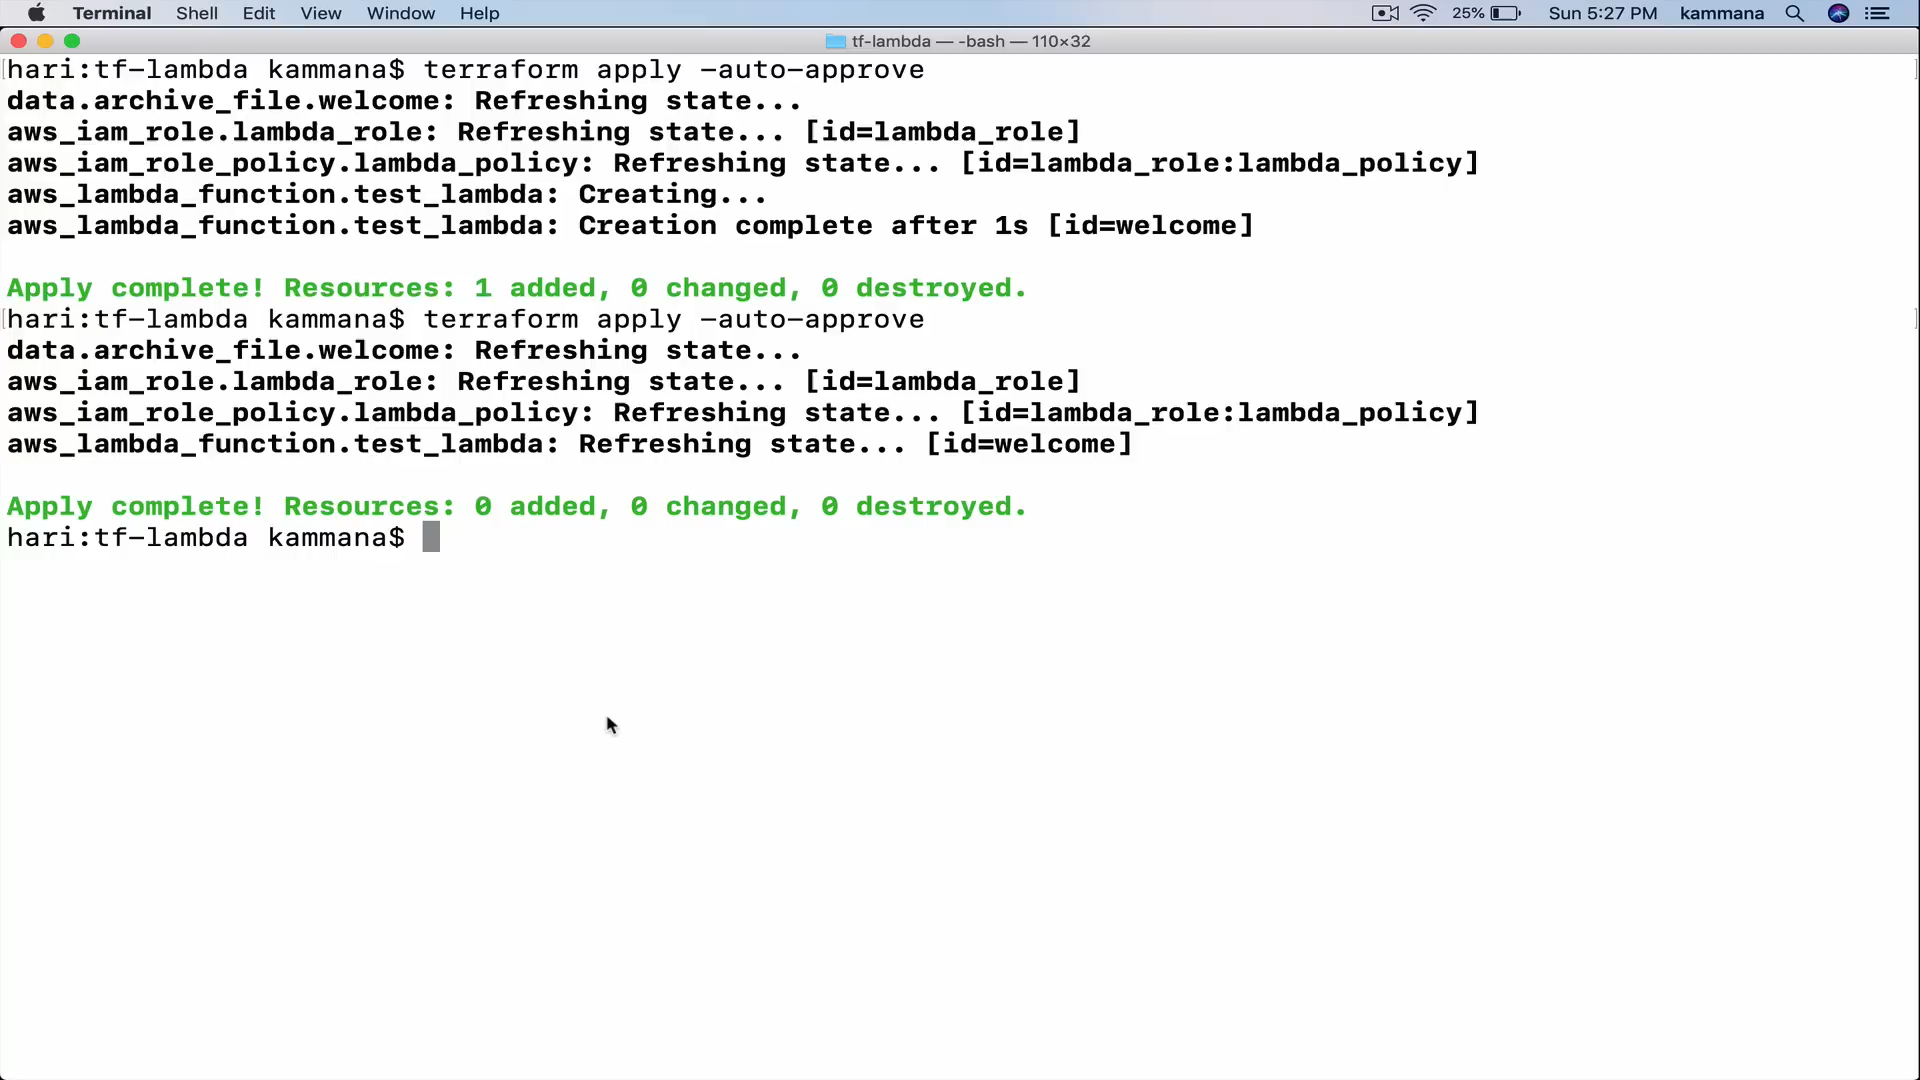 Terminal Shell Edit View Window Help 25% Sun 5:27 PM kammana
tf-lambda — -bash — 110×32
hari:tf-lambda kammana$ terraform apply -auto-approve
data.archive_file.welcome: Refreshing state...
aws_iam_role.lambda_role: Refreshing state... [id=lambda_role]
aws_iam_role_policy.lambda_policy: Refreshing state... [id=lambda_role:lambda_policy]
aws_lambda_function.test_lambda: Creating...
aws_lambda_function.test_lambda: Creation complete after 1s [id=welcome]
Apply complete! Resources: 1 added, 0 changed, 0 destroyed.
hari:tf-lambda kammana$ terraform apply -auto-approve
data.archive_file.welcome: Refreshing state...
aws_iam_role.lambda_role: Refreshing state... [id=lambda_role]
aws_iam_role_policy.lambda_policy: Refreshing state... [id=lambda_role:lambda_policy]
aws_lambda_function.test_lambda: Refreshing state... [id=welcome]
Apply complete! Resources: 0 added, 0 changed, 0 destroyed.
hari:tf-lambda kammana$